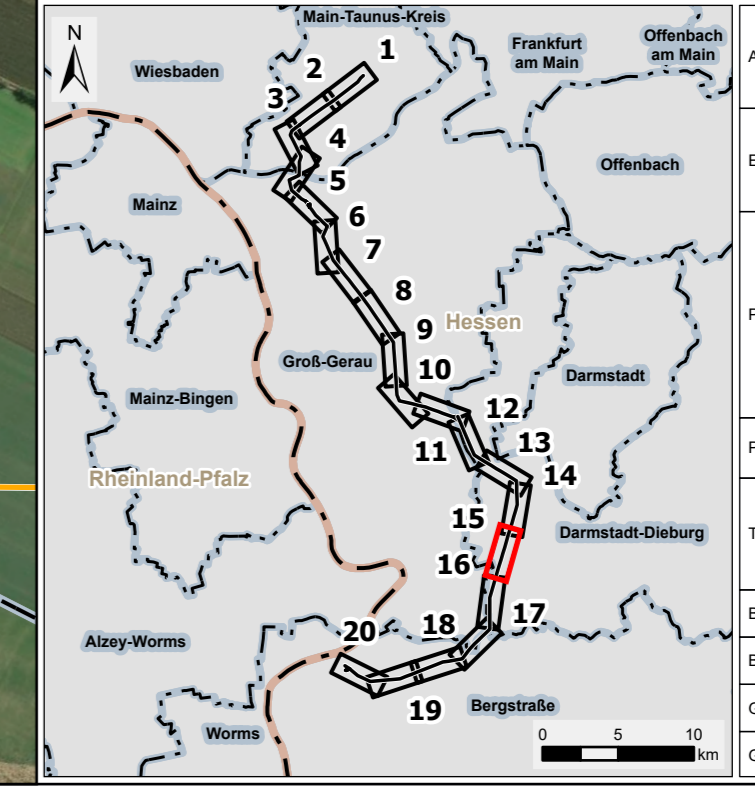 Main-Taunus-Kreis
Offenbach
am Main
Frankfurt
am Main
N
Wiesbaden
1
2
3
4
5
Offenbach
Mainz
6
7
8
Hessen
9
Groß-Gerau
10
Darmstadt
Mainz-Bingen
12
11
13
Rheinland-Pfalz
14
15
Darmstadt-Dieburg
16
17
18
Alzey-Worms
20
19
Bergstraße
Worms
0 5 10
km